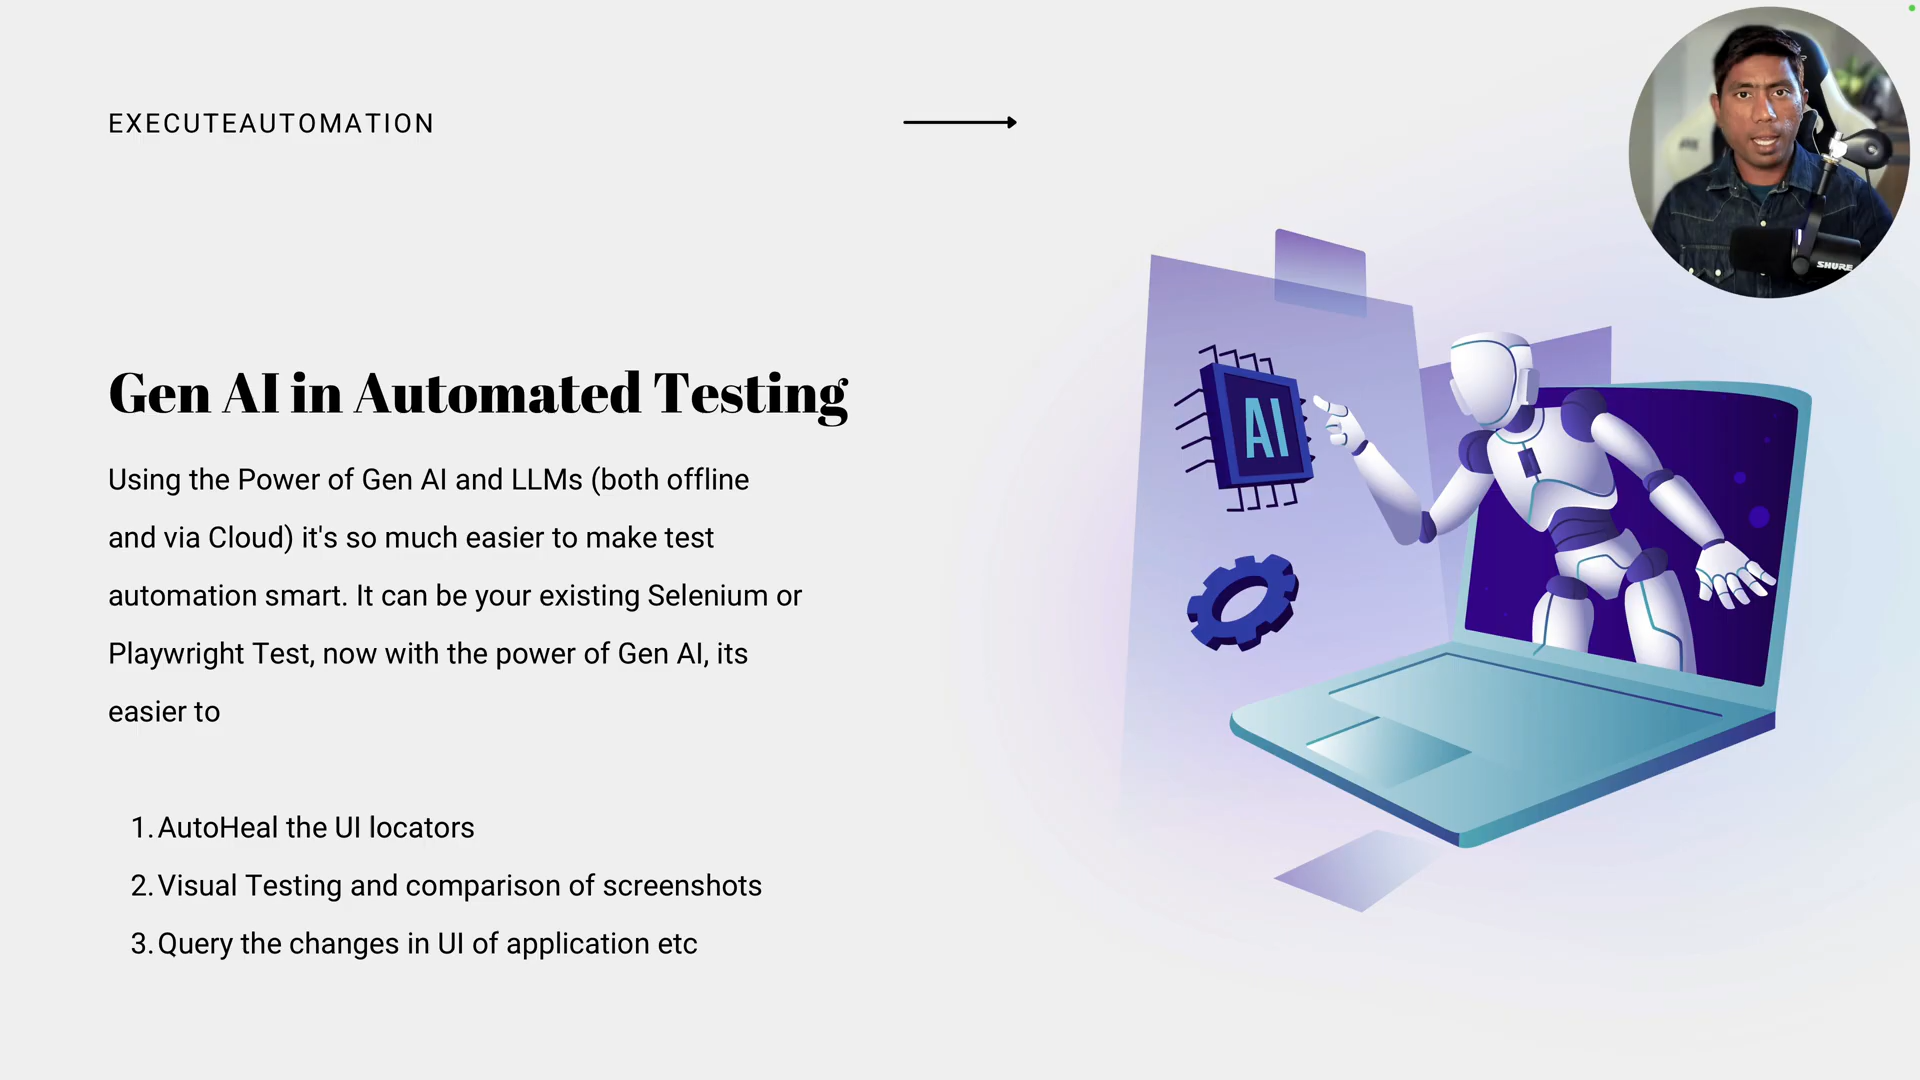 EXECUTEAUTOMATION
Gen AI in Automated Testing
Using the Power of Gen AI and LLMs (both offline
and via Cloud) it's so much easier to make test
automation smart. It can be your existing Selenium or
Playwright Test, now with the power of Gen AI, its
easier to
1. AutoHeal the UI locators
2. Visual Testing and comparison of screenshots
3. Query the changes in UI of application etc
AI
SHURE